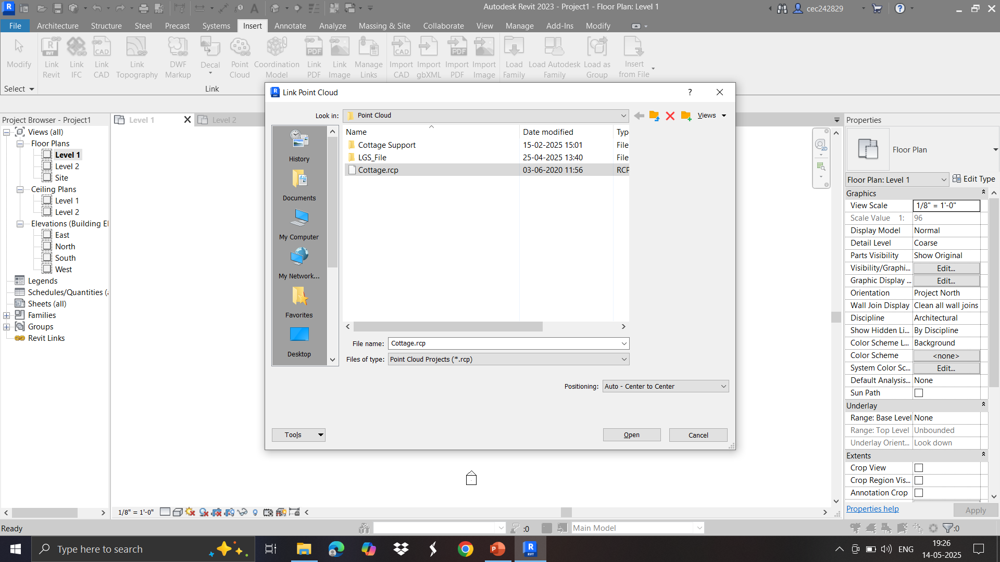 Autodesk Revit 2023 - Project1 - Floor Plan: Level 1
cec242829
File Architecture Structure Steel Precast Systems Insert Annotate Analyze Massing & Site Collaborate View Manage Add-Ins Modify
Modify
Link Revit
Link IFC
Link CAD
Link Topography
DWF Markup
Decal
Point Cloud
Coordination Model
Link PDF
Link Image
Manage Links
Import CAD
Import gbXML
Import PDF
Import Image
Load Family
Load Autodesk Family
Load as Group
Insert from File
Select
Link
Link Point Cloud
Look in: Point Cloud
Views
Name Date modified Typ
Cottage Support 15-02-2025 15:01 File
LGS_File 25-04-2025 13:40 File
Cottage.rcp 03-06-2020 11:56 RCP
History
Documents
My Computer
My Network...
Favorites
Desktop
File name: Cottage.rcp
Files of type: Point Cloud Projects (*.rcp)
Positioning: Auto - Center to Center
Tools
Open
Cancel
Project Browser - Project1
Views (all)
Floor Plans
Level 1
Level 2
Site
Ceiling Plans
Level 1
Level 2
Elevations (Building El
East
North
South
West
Legends
Schedules/Quantities (a
Sheets (all)
Families
Groups
Revit Links
Level 1
Level 2
Properties
Floor Plan
Floor Plan: Level 1 Edit Type
Graphics
View Scale 1/8" = 1'-0"
Scale Value 1: 96
Display Model Normal
Detail Level Coarse
Parts Visibility Show Original
Visibility/Graphi... Edit...
Graphic Display ... Edit...
Orientation Project North
Wall Join Display Clean all wall joins
Discipline Architectural
Show Hidden Li... By Discipline
Color Scheme L... Background
Color Scheme <none>
System Color Sc... Edit...
Default Analysis... None
Sun Path
Underlay
Range: Base Level None
Range: Top Level Unbounded
Underlay Orient... Look down
Extents
Crop View
Crop Region Vis...
Annotation Crop
Properties help Apply
1/8" = 1'-0"
Ready
:0
Main Model
:0
Type here to search
ENG
19:26
14-05-2025